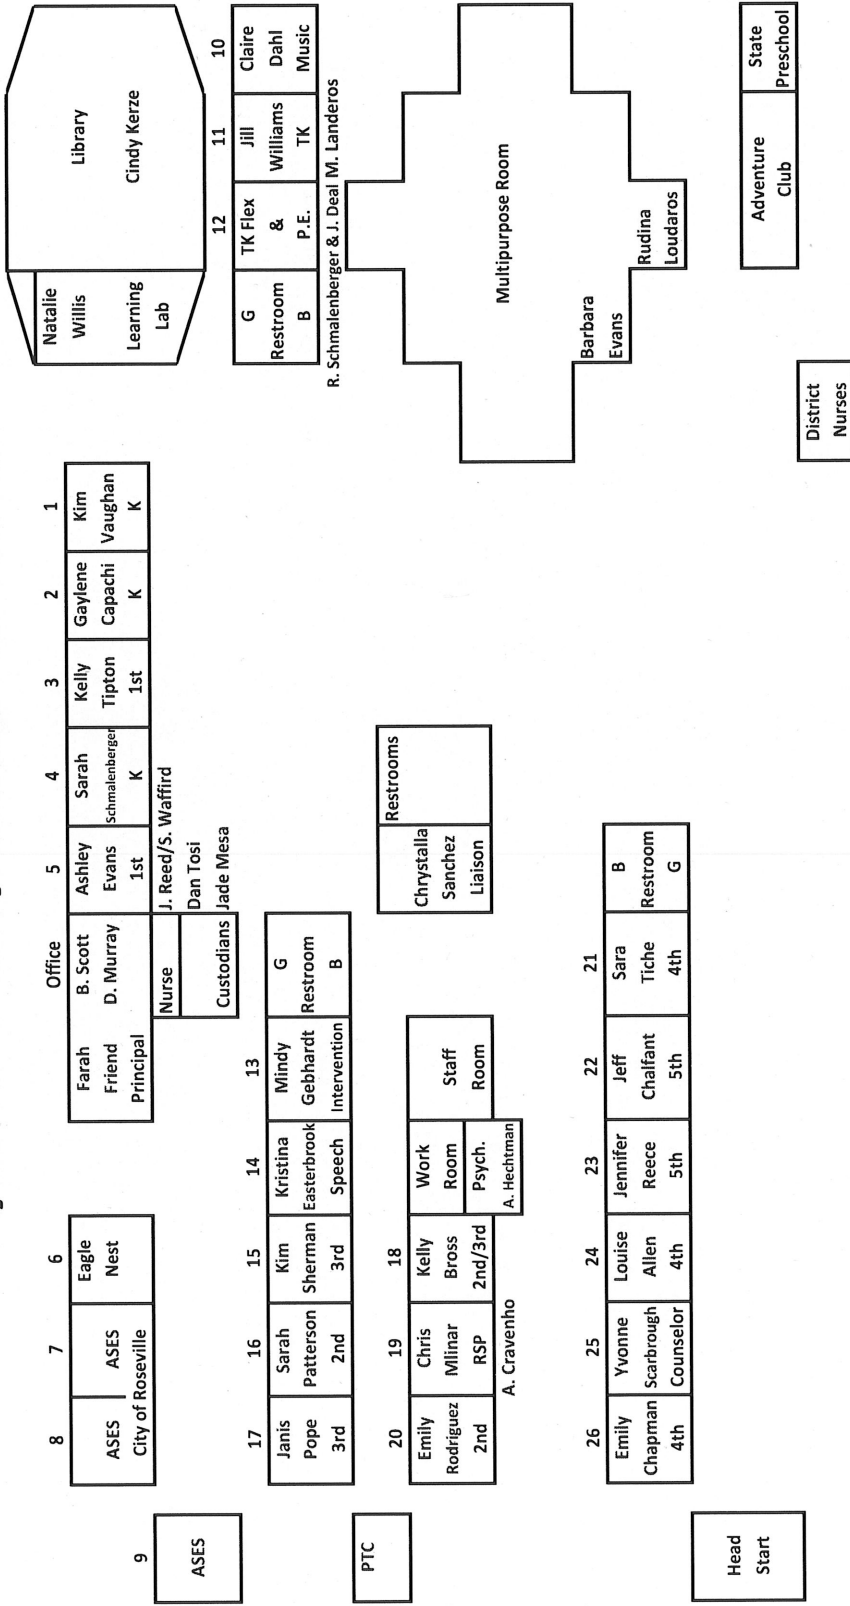 9
ASES
PTC
Head
Start
8
ASES
7
ASES
City of Roseville
6
Eagle
Nest
Office
Farah
Friend
Principal
B. Scott
D. Murray
Nurse
Custodians
5
Ashley
Evans
1st
J. Reed/S. Waffird
Dan Tosi
Jade Mesa
4
Sarah
Schmalenberger
K
3
Kelly
Tipton
1st
2
Gaylene
Capachi
K
1
Kim
Vaughan
K
Natalie
Willis
Learning
Lab
Library
Cindy Kerze
G
Restroom
B
12
TK Flex
&
P.E.
11
Jill
Williams
TK
10
Claire
Dahl
Music
R. Schmalenberger & J. Deal M. Landeros
17
Janis
Pope
3rd
16
Sarah
Patterson
2nd
15
Kim
Sherman
3rd
14
Kristina
Easterbrook
Speech
13
Mindy
Gebhardt
Intervention
G
Restroom
B
20
Emily
Rodriguez
2nd
19
Chris
Mlinar
RSP
18
Kelly
Bross
2nd/3rd
A. Cravenho
Work
Room
Psych.
A. Hechtman
Staff
Room
Chrystalla
Sanchez
Liaison
Restrooms
Multipurpose Room
Barbara
Evans
Rudina
Loudaros
26
Emily
Chapman
4th
25
Yvonne
Scarbrough
Counselor
24
Louise
Allen
4th
23
Jennifer
Reece
5th
22
Jeff
Chalfant
5th
21
Sara
Tiche
4th
B
Restroom
G
District
Nurses
Adventure
Club
State
Preschool